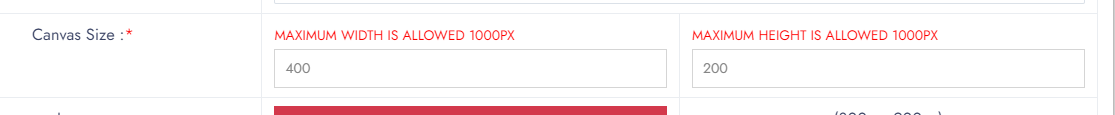 Canvas Size :*
MAXIMUM WIDTH IS ALLOWED 1000PX
MAXIMUM HEIGHT IS ALLOWED 1000PX
400
200